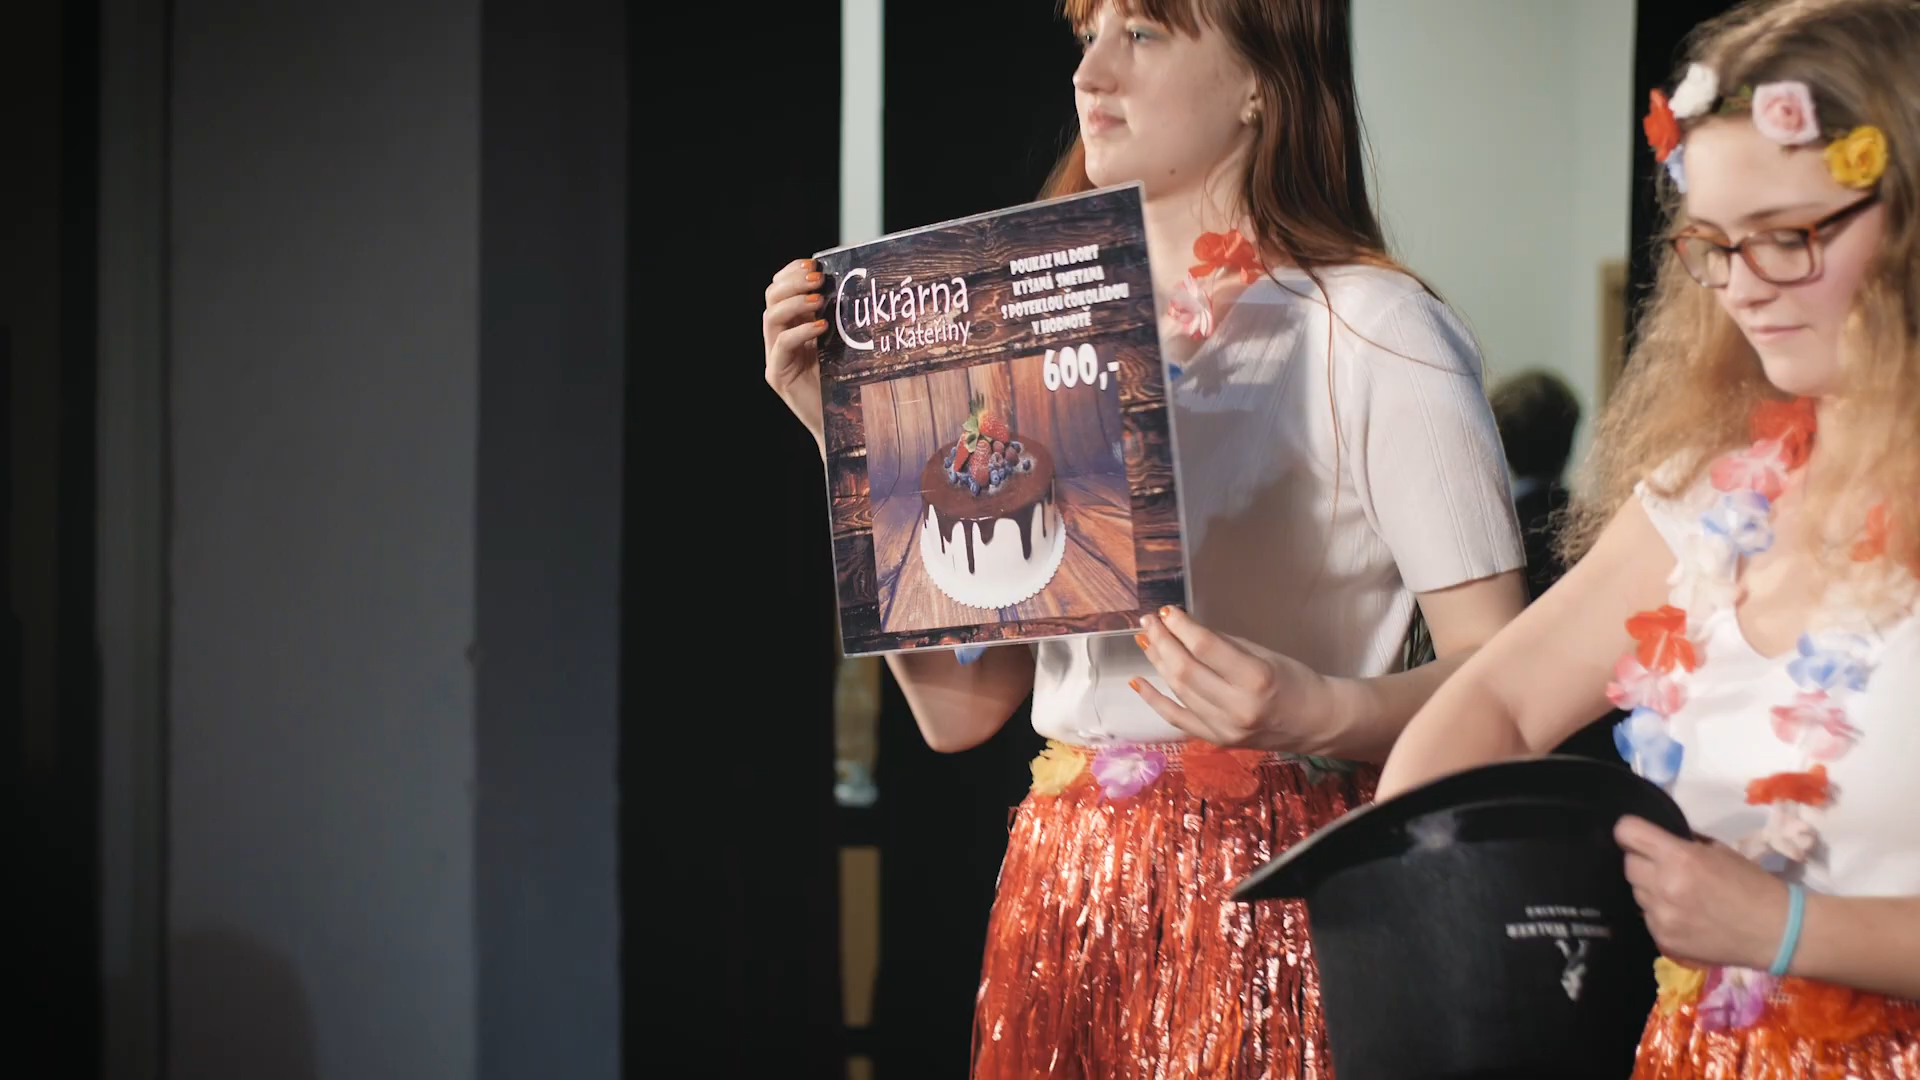 Cukrárna
u Kateřiny
POUKAZ NA DORT
KYSANÁ SMETANA
S POTEKLOU ČOKOLÁDOU
V HODNOTĚ
600,-